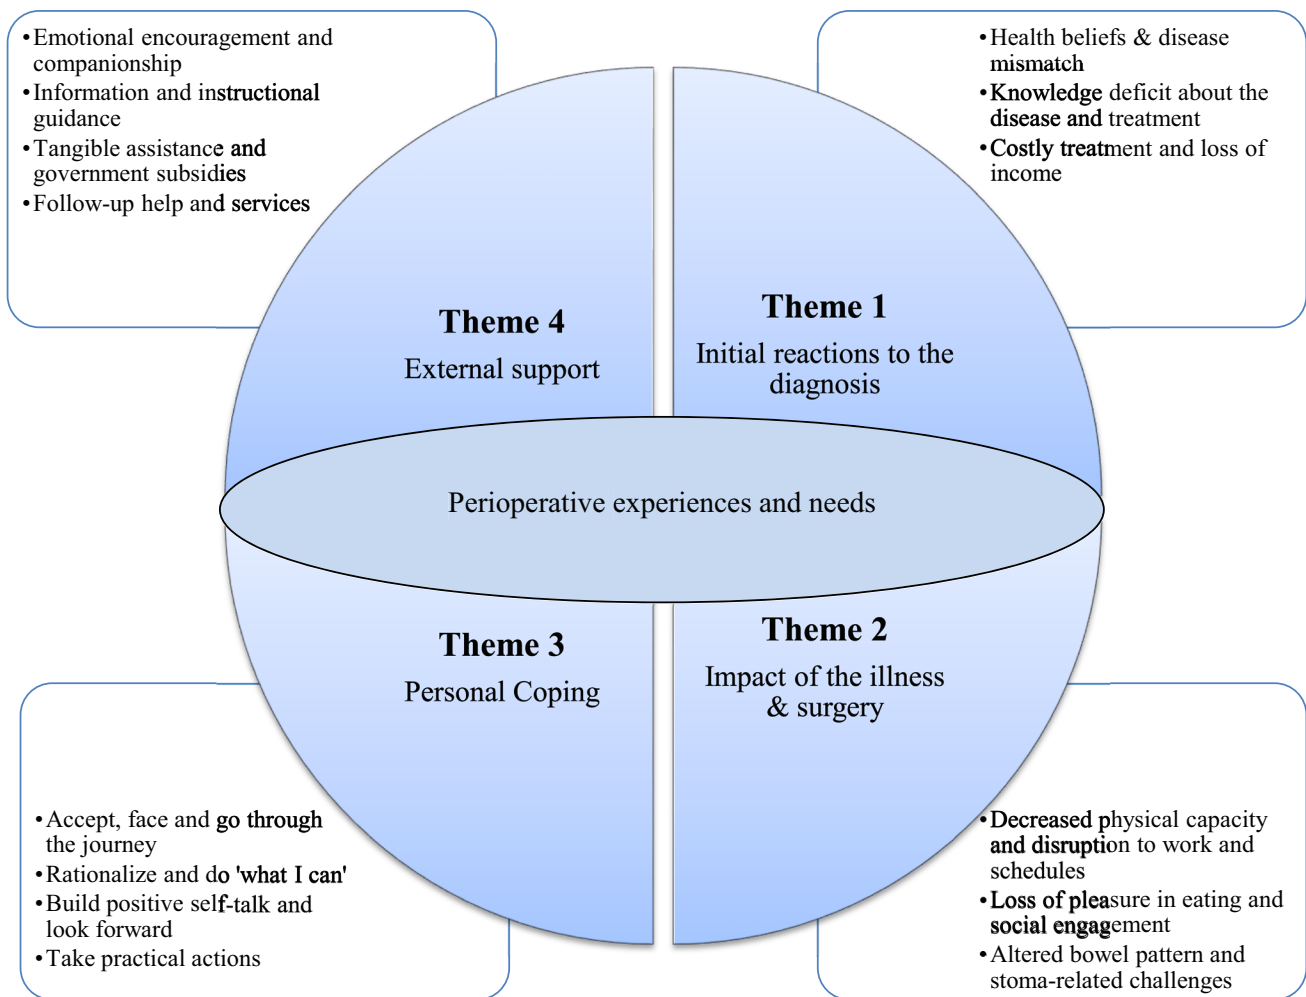 •Emotional encouragement and
companionship
•Information and instructional
guidance
•Tangible assistance and
government subsidies
•Follow-up help and services
•Health beliefs & disease
mismatch
•Knowledge deficit about the
disease and treatment
•Costly treatment and loss of
income
Theme 4
External support
Theme 1
Initial reactions to the
diagnosis
Perioperative experiences and needs
Theme 3
Personal Coping
Theme 2
Impact of the illness
& surgery
•Accept, face and go through
the journey
•Rationalize and do 'what I can'
•Build positive self-talk and
look forward
•Take practical actions
•Decreased physical capacity
and disruption to work and
schedules
•Loss of pleasure in eating and
social engagement
•Altered bowel pattern and
stoma-related challenges